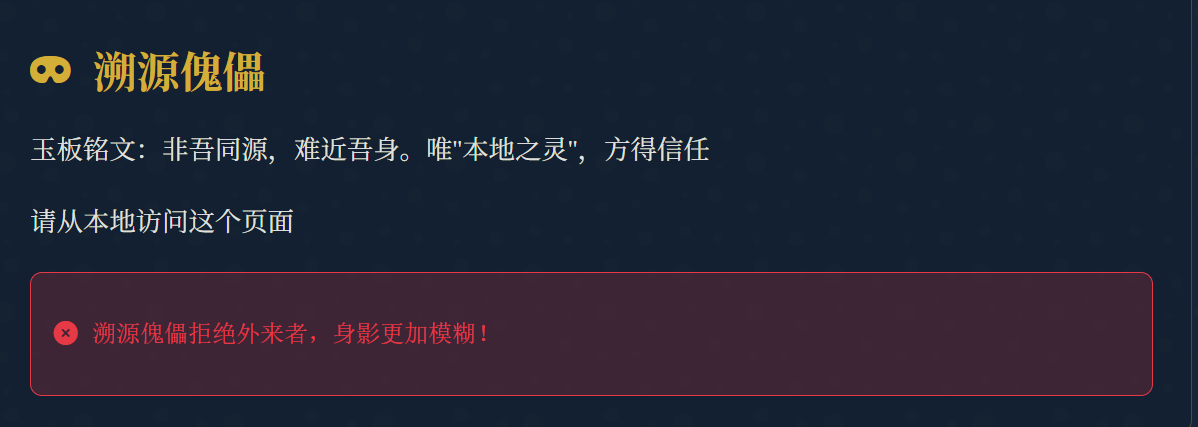 溯源傀儡
玉板铭文：非吾同源，难近吾身。唯"本地之灵"，方得信任
请从本地访问这个页面
溯源傀儡拒绝外来者，身影更加模糊！